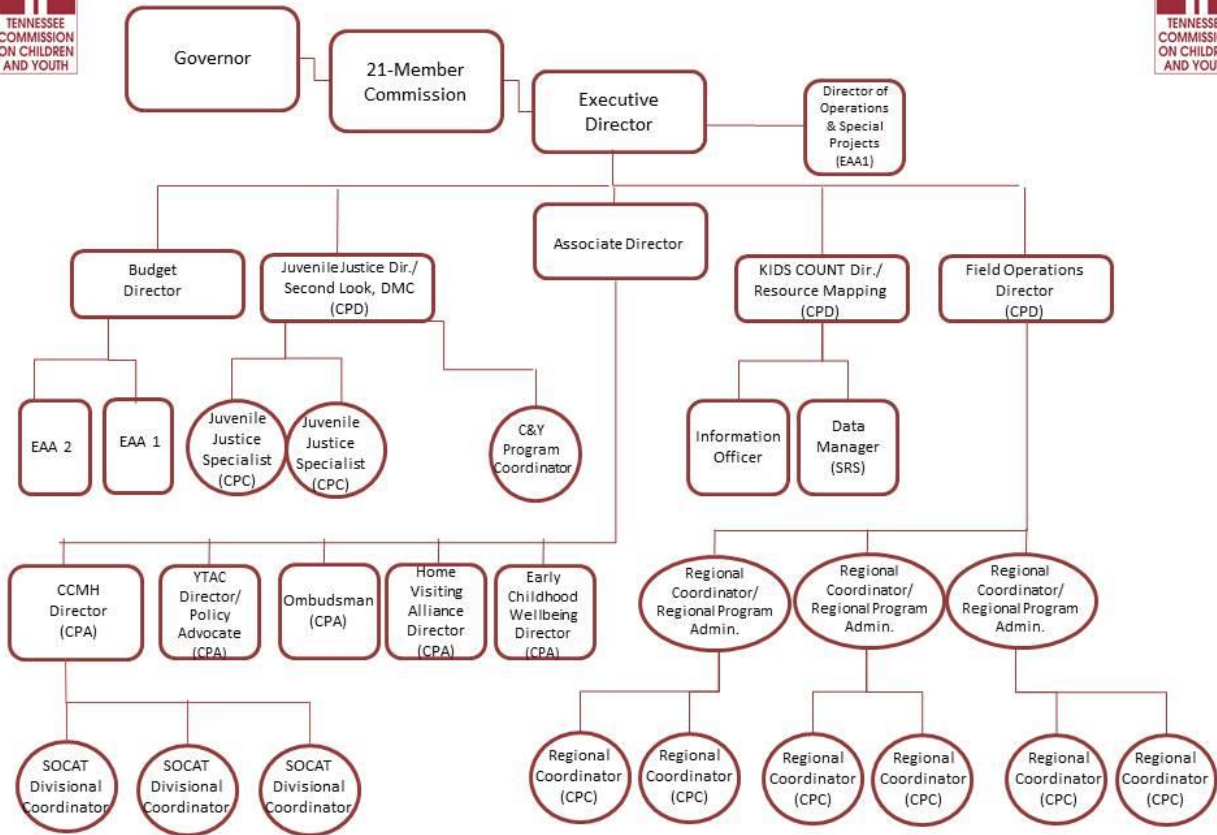 TENNESSEE
COMMISSION
ON CHILDREN
AND YOUTH
Governor
21-Member
Commission
Executive
Director
Director of
Operations
& Special
Projects
(EAA1)
TENNESSE
COMMISSI
ON CHILDR
AND YOU
Budget
Director
Juvenile Justice Dir./
Second Look, DMC
(CPD)
Associate Director
KIDS COUNT Dir./
Resource Mapping
(CPD)
Field Operations
Director
(CPD)
EAA 2
EAA 1
Juvenile
Justice
Specialist
(CPC)
Juvenile
Justice
Specialist
(CPC)
C&Y
Program
Coordinator
Information
Officer
Data
Manager
(SRS)
CCMH
Director
(CPA)
YTAC
Director/
Policy
Advocate
(CPA)
Ombudsman
(CPA)
Home
Visiting
Alliance
Director
(CPA)
Early
Childhood
Wellbeing
Director
(CPA)
Regional
Coordinator/
Regional Program
Admin.
Regional
Coordinator/
Regional Program
Admin.
Regional
Coordinator/
Regional Program
Admin.
SOCAT
Divisional
Coordinator
SOCAT
Divisional
Coordinator
SOCAT
Divisional
Coordinator
Regional
Coordinator
(CPC)
Regional
Coordinator
(CPC)
Regional
Coordinator
(CPC)
Regional
Coordinator
(CPC)
Regional
Coordinator
(CPC)
Regional
Coordinator
(CPC)